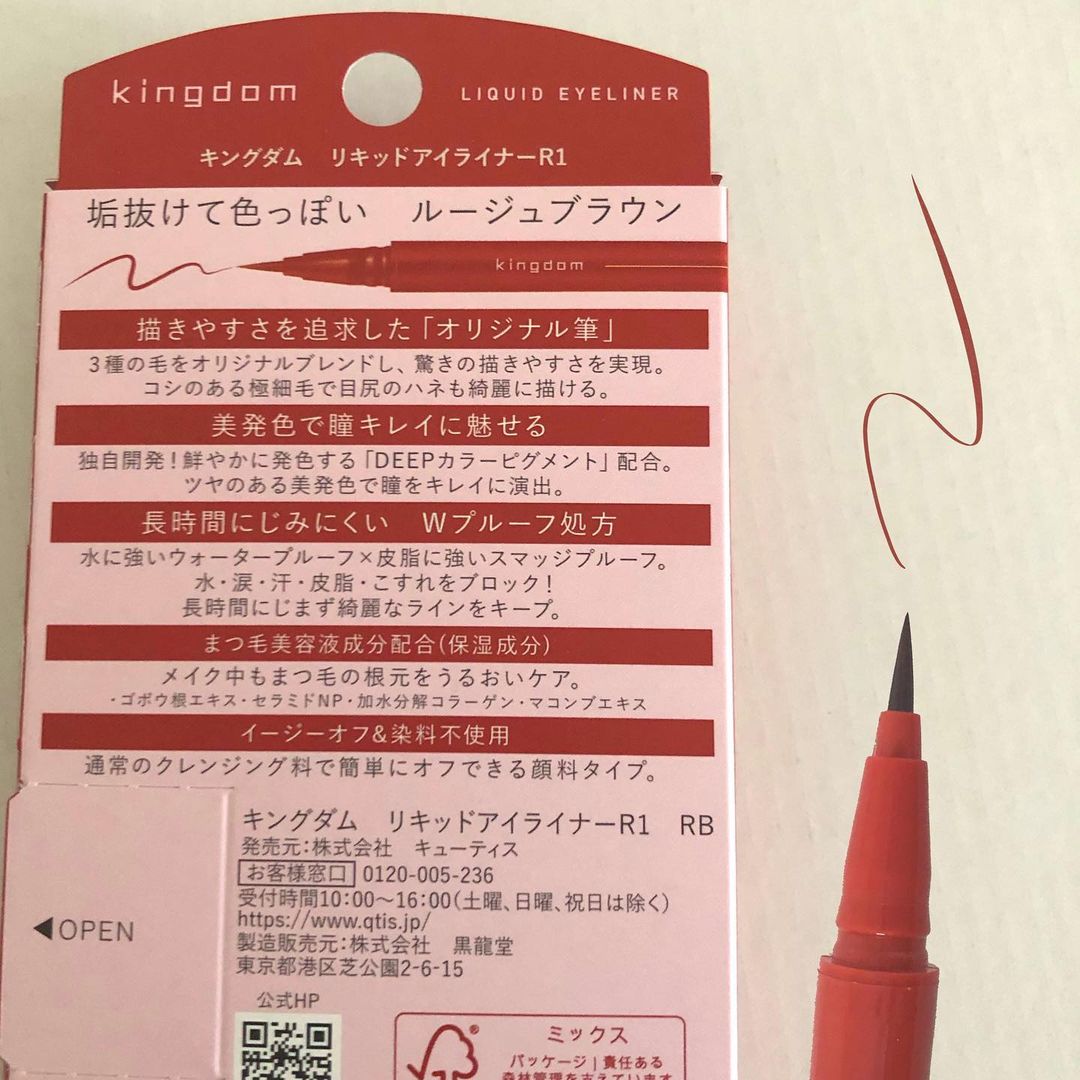 kingdom
LIQUID EYELINER
キングダム リキッドアイライナーR1
垢抜けて色っぽい ルージュブラウン
kingdom
描きやすさを追求した「オリジナル筆」
3種の毛をオリジナルブレンドし、驚きの描きやすさを実現。
コシのある極細毛で目尻のハネも綺麗に描ける。
美発色で瞳キレイに魅せる
独自開発!鮮やかに発色する「DEEPカラーピグメント」配合。
ツヤのある美発色で瞳をキレイに演出。
長時間にじみにくい Wプルーフ処方
水に強いウォータープルーフ×皮脂に強いスマッジプルーフ。
水・涙・汗・皮脂・こすれをブロック!
長時間にじまず綺麗なラインをキープ。
まつ毛美容液成分配合(保湿成分)
メイク中もまつ毛の根元をうるおいケア。
・ゴボウ根エキス・セラミドNP・加水分解コラーゲン・マコンブエキス
イージーオフ&染料不使用
通常のクレンジング料で簡単にオフできる顔料タイプ。
キングダム リキッドアイライナーR1 RB
発売元:株式会社 キューティス
お客様窓口 0120-005-236
受付時間10:00〜16:00(土曜、日曜、祝日は除く)
https://www.qtis.jp/
製造販売元:株式会社 黒龍堂
東京都港区芝公園2-6-15
◀OPEN
公式HP
ミックス
パッケージ|責任ある
森林管理を支えています